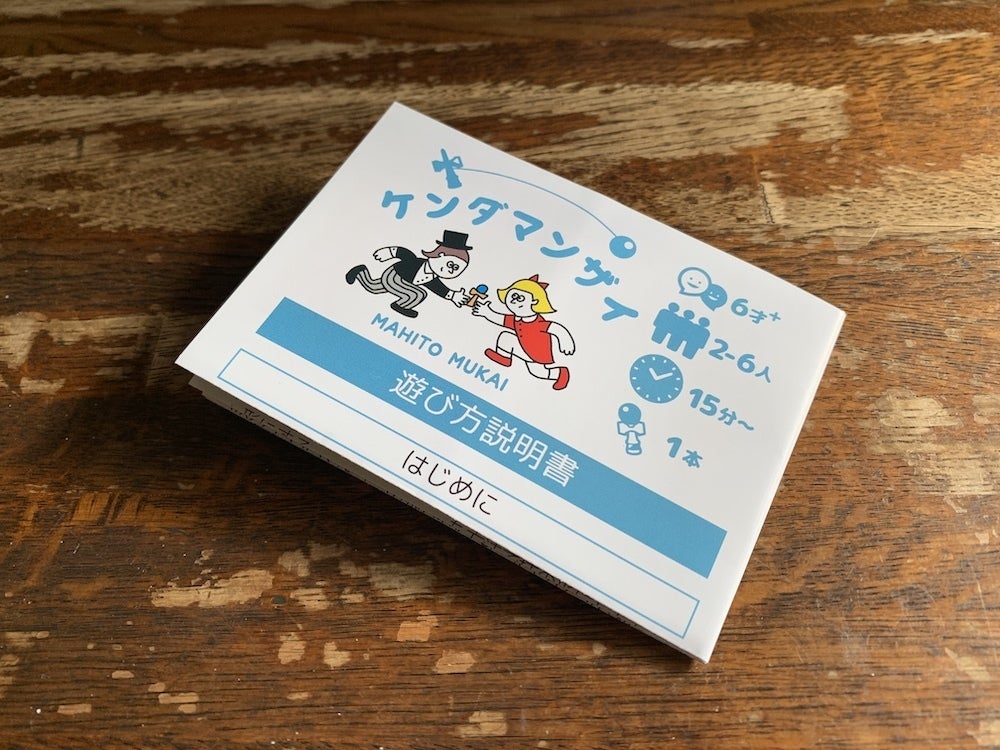 ケンダマンザイ
MAHITO MUKAI
6才+
2-6人
15分～
1本
遊び方説明書
はじめに